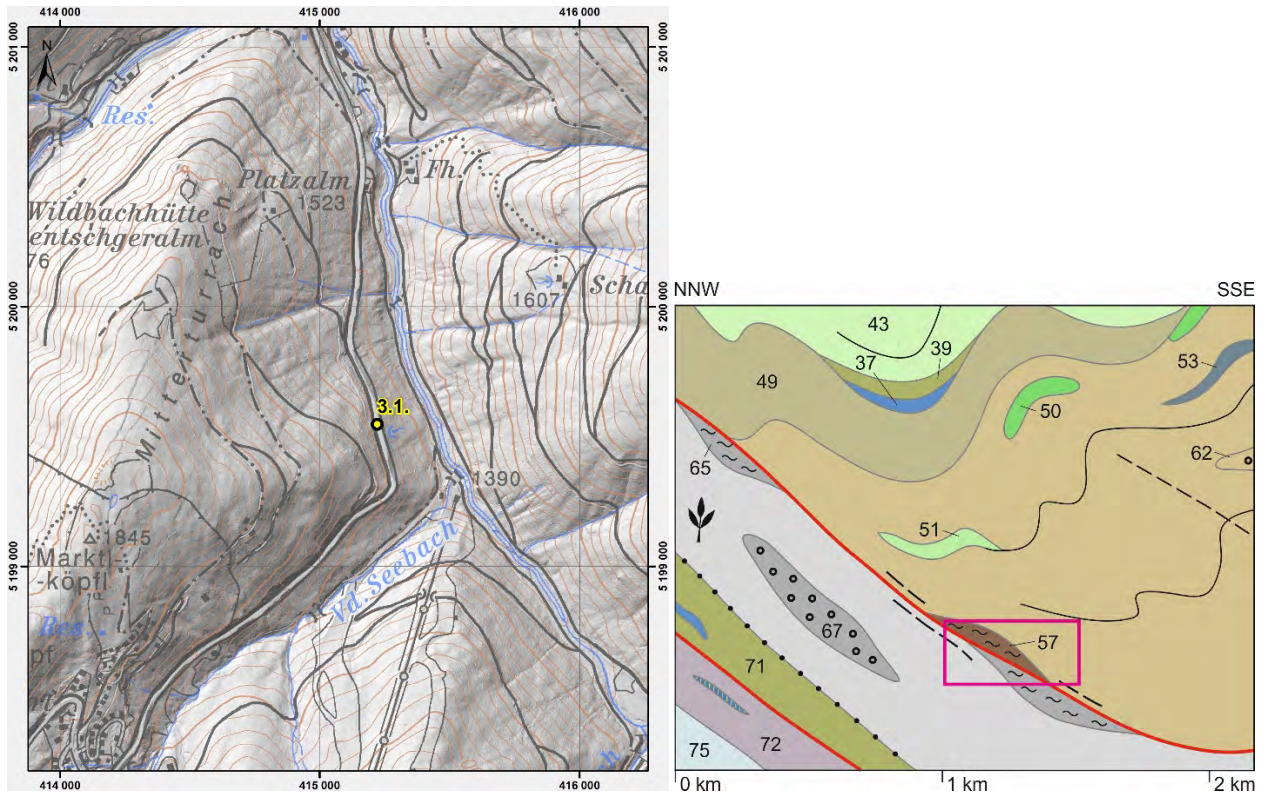 414 000
415 000
416 000
5 201 000
5 201 000
N
Res.
Platzalm
1523
Fh.
Wildbachhütte
entschgeralm
76
Mitterturrach
5 200 000
5 200 000
1607
Scha
3.1.
1390
1845
Marktl-
-köpfl
5 199 000
5 199 000
Vd. Seebach
Res.
pf
h
414 000
415 000
416 000
NNW
SSE
43
39
37
53
49
50
65
62
51
67
57
71
72
75
0 km
1 km
2 km